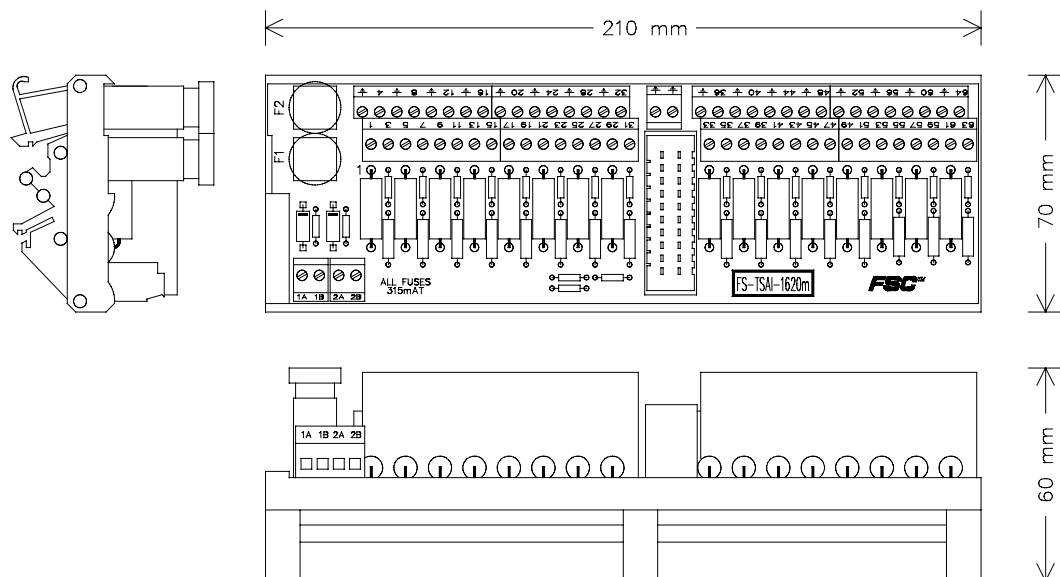 210 mm
F2
4 8 12 16 20 24 28 32
36 40 44 48 52 56 60 64
1 3 5 7 9 11 13 15 17 19 21 23 25 27 29 31
33 35 37 39 41 43 45 47 49 51 53 55 57 59 61 63
F1
1
70 mm
1A 1B 2A 2B
ALL FUSES
315mAT
FS-TSAI-1620m
FSC™
1A 1B 2A 2B
60 mm